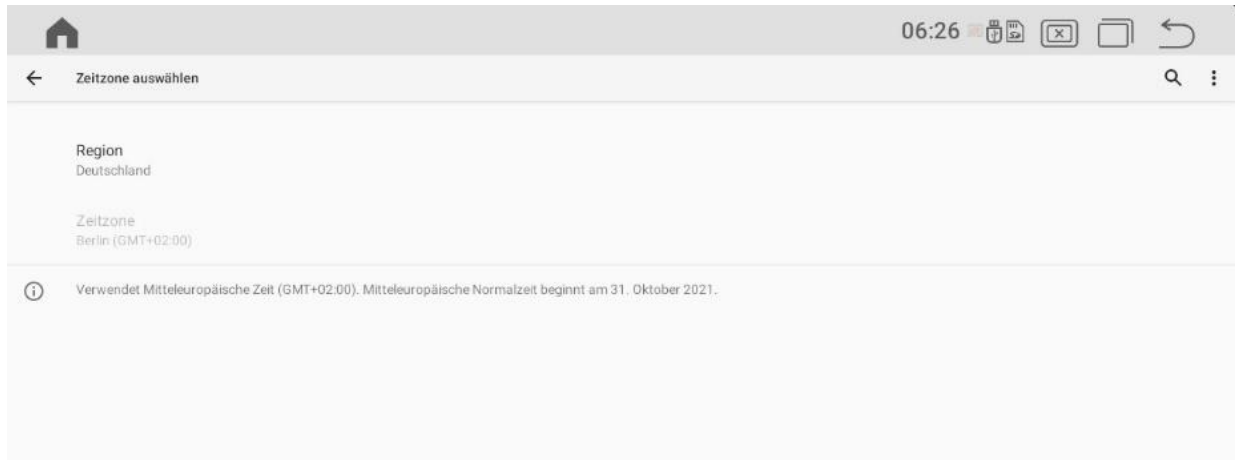 06:26
Zeitzone auswählen
Region
Deutschland
Zeitzone
Berlin (GMT+02:00)
Verwendet Mitteleuropäische Zeit (GMT+02:00). Mitteleuropäische Normalzeit beginnt am 31. Oktober 2021.